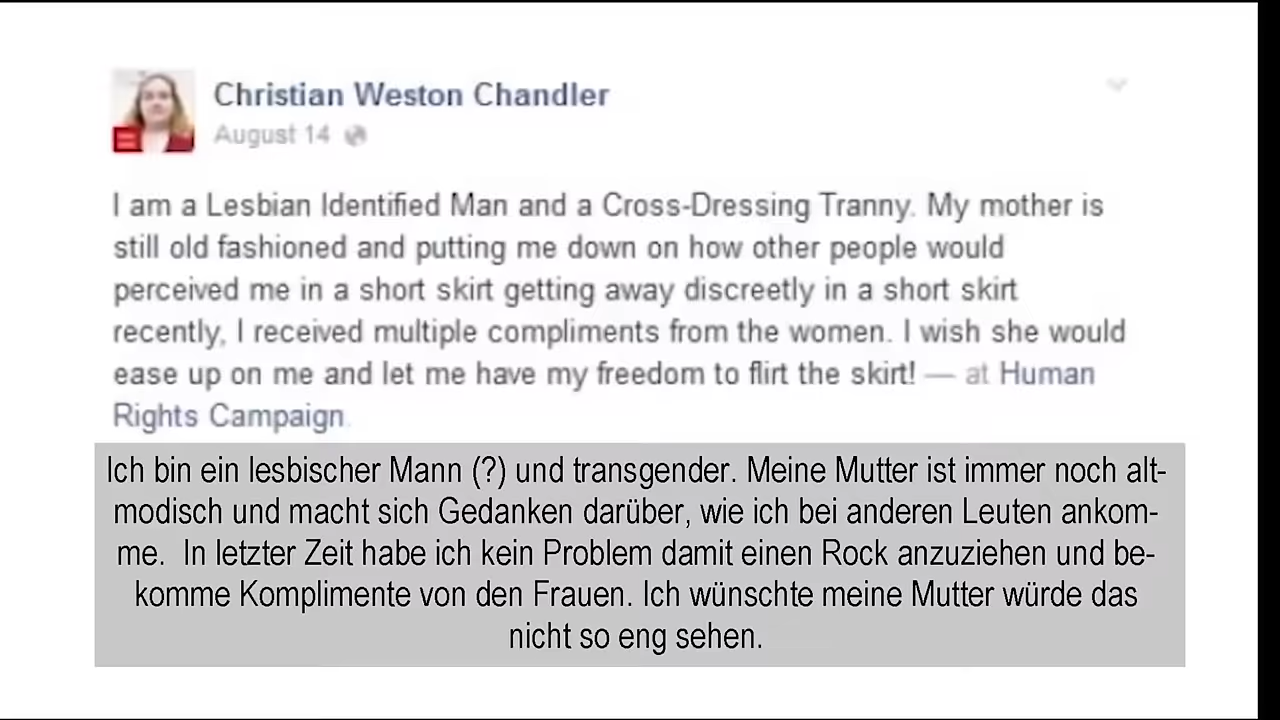 Christian Weston Chandler
August 14
I am a Lesbian Identified Man and a Cross-Dressing Tranny. My mother is
still old fashioned and putting me down on how other people would
perceived me in a short skirt getting away discreetly in a short skirt
recently, I received multiple compliments from the women. I wish she would
ease up on me and let me have my freedom to flirt the skirt! — at Human
Rights Campaign.
Ich bin ein lesbischer Mann (?) und transgender. Meine Mutter ist immer noch alt-
modisch und macht sich Gedanken darüber, wie ich bei anderen Leuten ankom-
me. In letzter Zeit habe ich kein Problem damit einen Rock anzuziehen und be-
komme Komplimente von den Frauen. Ich wünschte meine Mutter würde das
nicht so eng sehen.